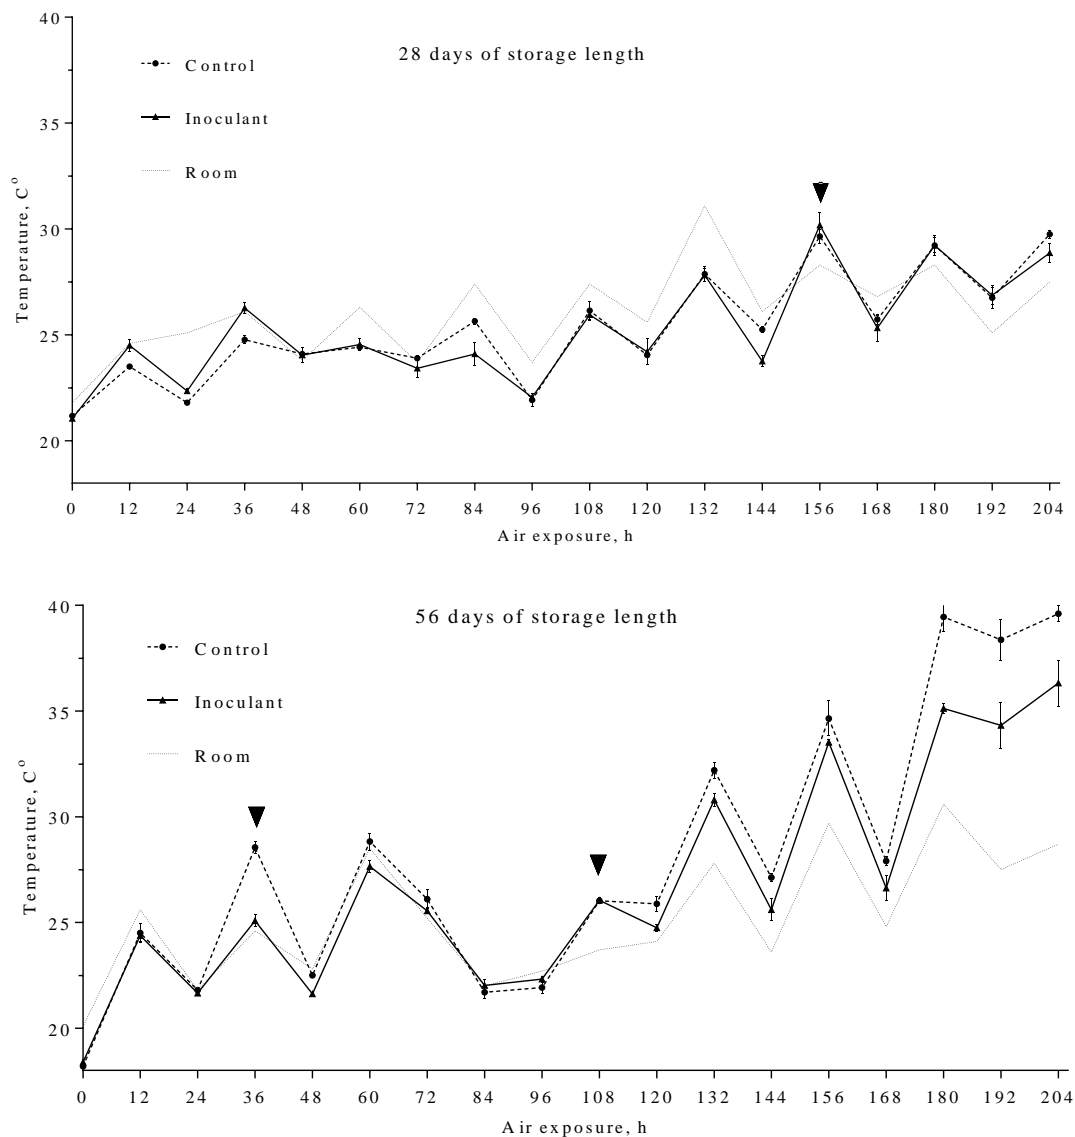 40
28 days of storage length
Control
35
Inoculant
Room
30
25
20
Temperature, C°
0 12 24 36 48 60 72 84 96 108 120 132 144 156 168 180 192 204
Air exposure, h
40
56 days of storage length
Control
35
Inoculant
Room
30
25
20
Temperature, C°
0 12 24 36 48 60 72 84 96 108 120 132 144 156 168 180 192 204
Air exposure, h